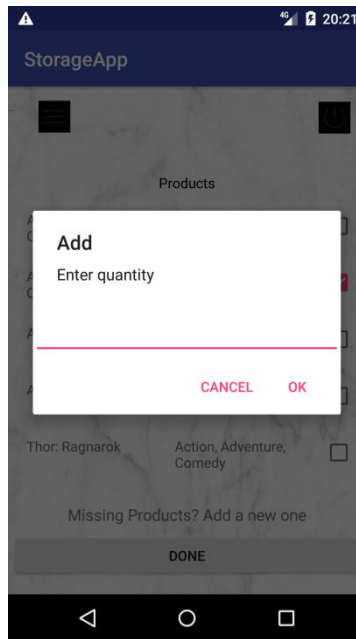 4G 20:21
StorageApp
Products
Add
Enter quantity
CANCEL OK
Thor: Ragnarok Action, Adventure,
Comedy
Missing Products? Add a new one
DONE